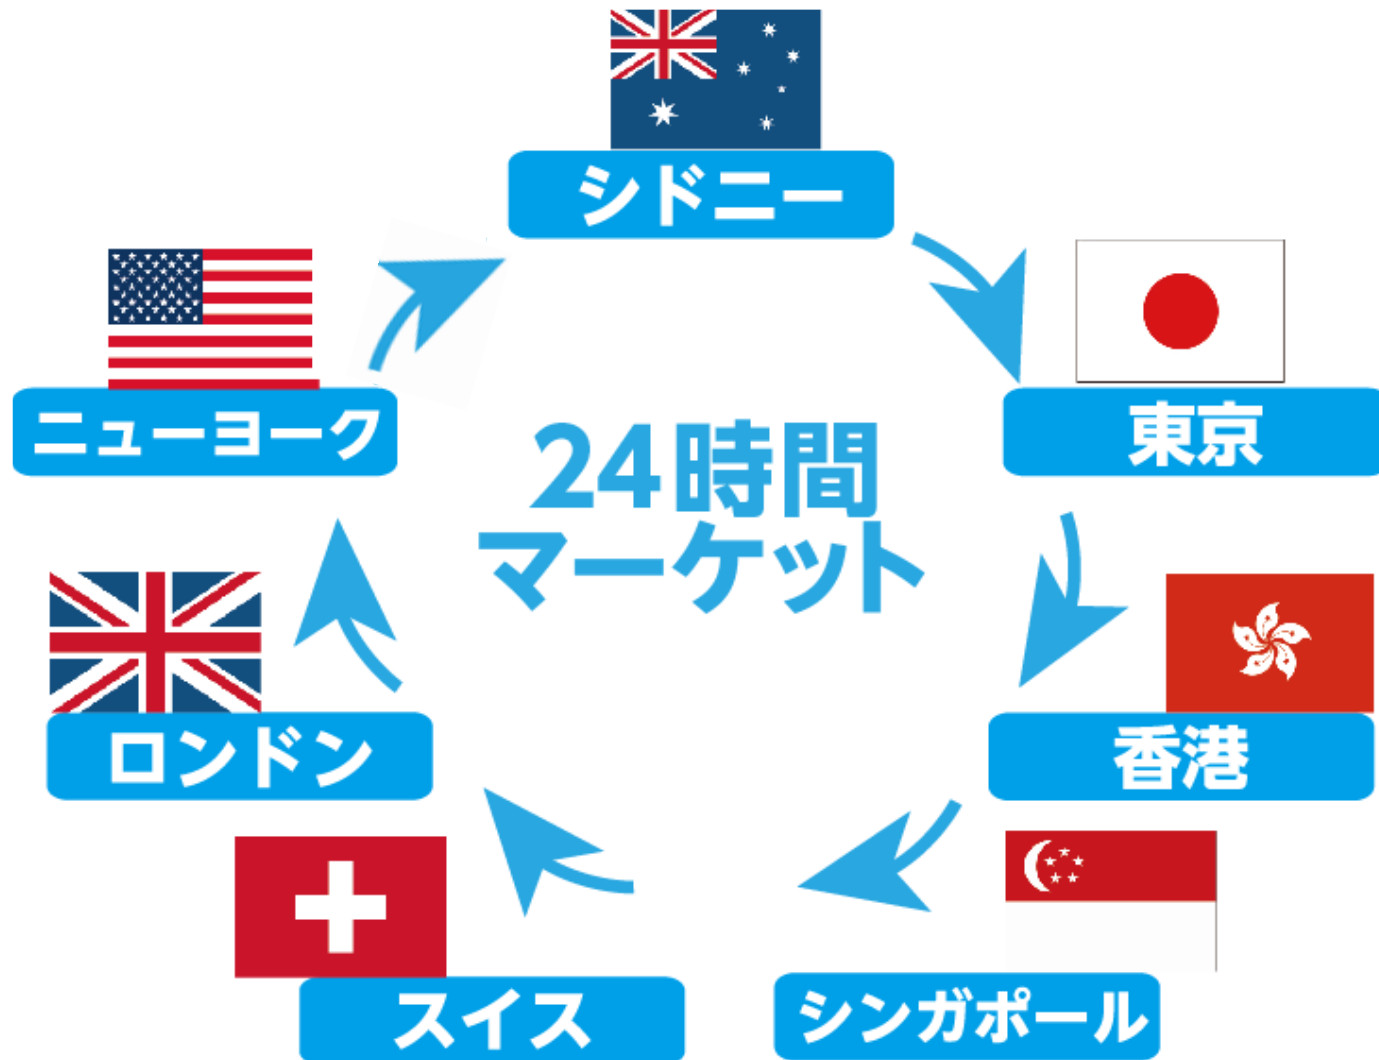 シドニー
ニューヨーク
東京
24時間
マーケット
ロンドン
香港
スイス
シンガポール